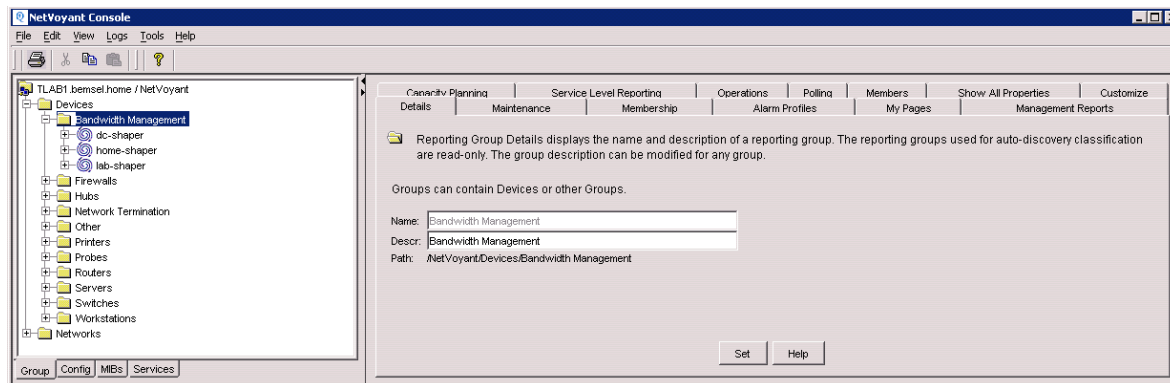 NetVoyant Console
File Edit View Logs Tools Help
TLAB1.bemsel.home / NetVoyant
Devices
Bandwidth Management
dc-shaper
home-shaper
lab-shaper
Firewalls
Hubs
Network Termination
Other
Printers
Probes
Routers
Servers
Switches
Workstations
Networks
Group Config MIBs Services
Capacity Planning Service Level Reporting Operations Polling Members Show All Properties Customize
Details Maintenance Membership Alarm Profiles My Pages Management Reports
Reporting Group Details displays the name and description of a reporting group. The reporting groups used for auto-discovery classification
are read-only. The group description can be modified for any group.
Groups can contain Devices or other Groups.
Name: Bandwidth Management
Descr: Bandwidth Management
Path: /NetVoyant/Devices/Bandwidth Management
Set Help